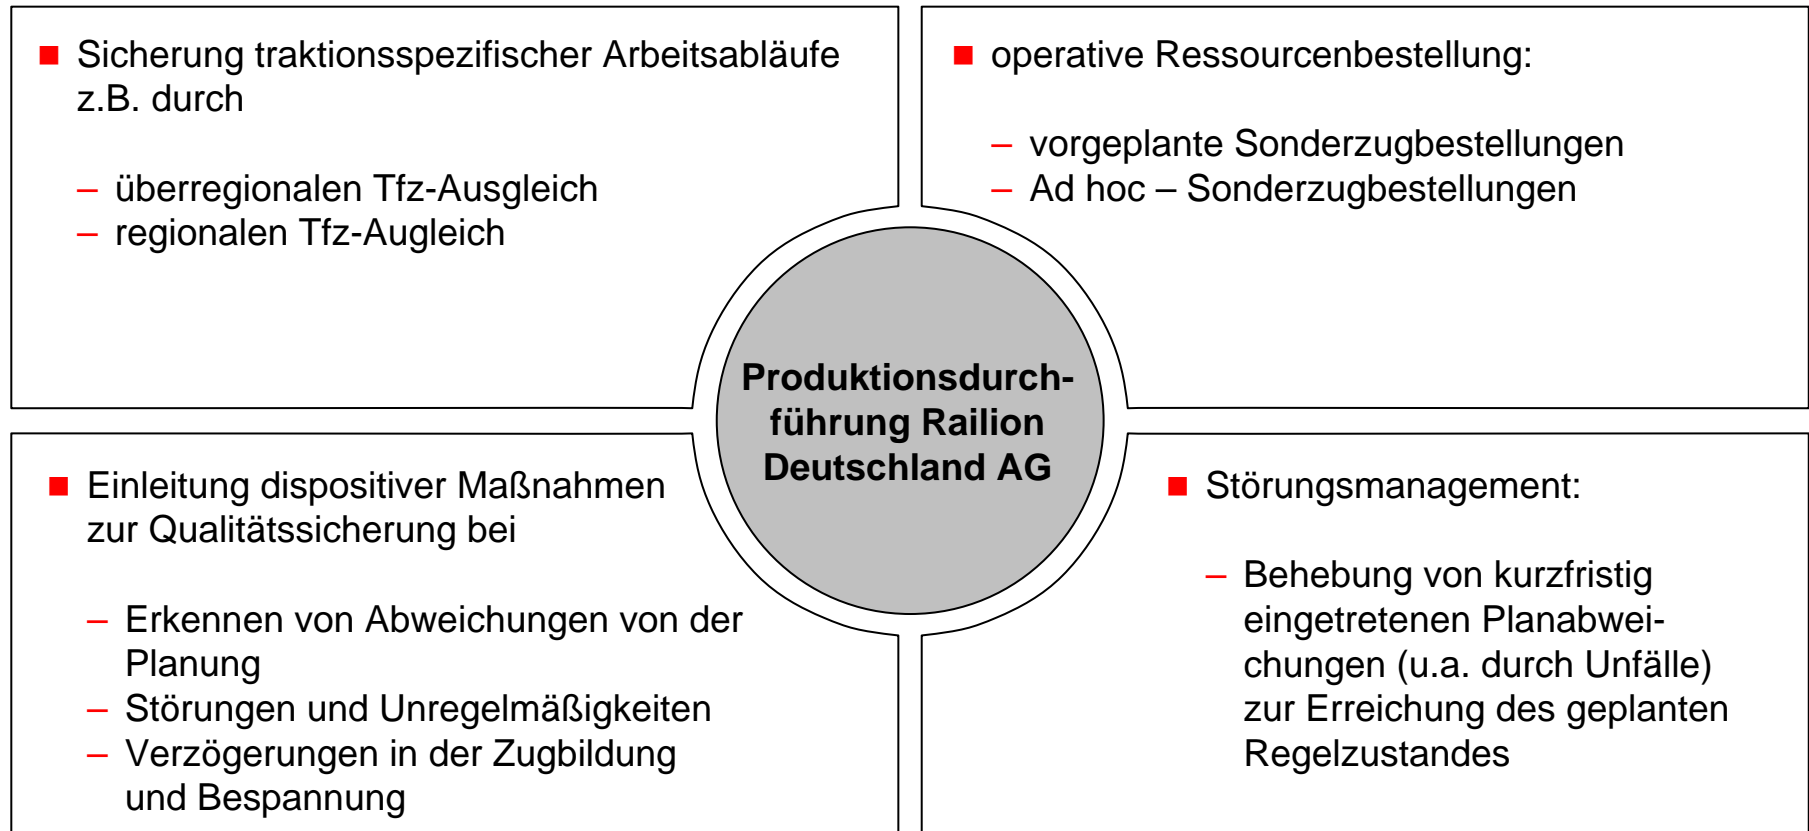 ■ Sicherung traktionsspezifischer Arbeitsabläufe
z.B. durch
– überregionalen Tfz-Ausgleich
– regionalen Tfz-Augleich
■ operative Ressourcenbestellung:
– vorgeplante Sonderzugbestellungen
– Ad hoc – Sonderzugbestellungen
Produktionsdurch-
führung Railion
Deutschland AG
■ Einleitung dispositiver Maßnahmen
zur Qualitätssicherung bei
– Erkennen von Abweichungen von der
Planung
– Störungen und Unregelmäßigkeiten
– Verzögerungen in der Zugbildung
und Bespannung
■ Störungsmanagement:
– Behebung von kurzfristig
eingetretenen Planabwei-
chungen (u.a. durch Unfälle)
zur Erreichung des geplanten
Regelzustandes